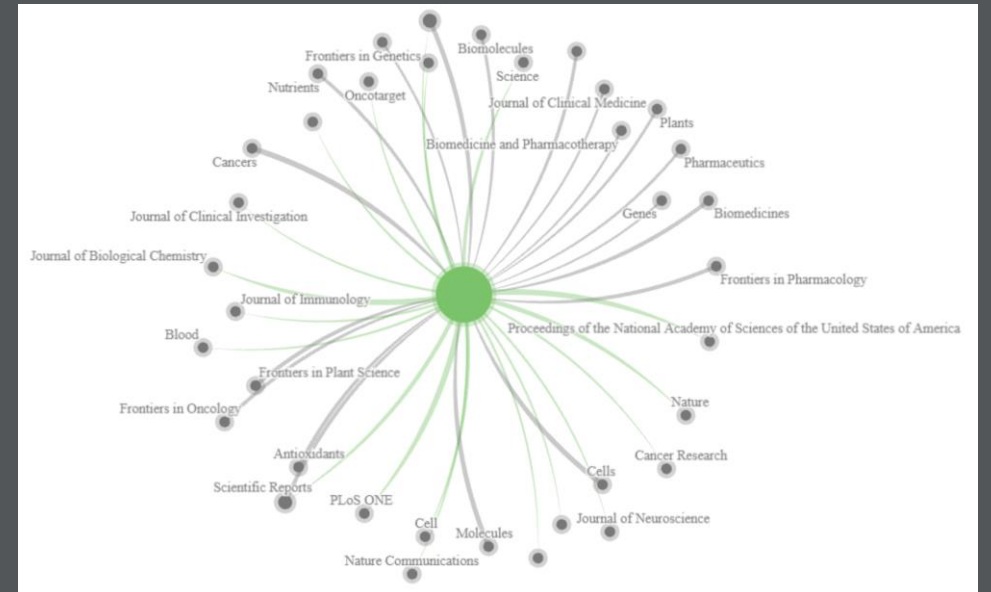 Biomolecules
Frontiers in Genetics
Science
Nutrients
Oncotarget
Journal of Clinical Medicine
Plants
Biomedicine and Pharmacotherapy
Cancers
Pharmaceutics
Journal of Clinical Investigation
Genes
Biomedicines
Journal of Biological Chemistry
Frontiers in Pharmacology
Journal of Immunology
Proceedings of the National Academy of Sciences of the United States of America
Blood
Frontiers in Plant Science
Nature
Frontiers in Oncology
Antioxidants
Cancer Research
Cells
Scientific Reports
PLoS ONE
Journal of Neuroscience
Cell
Molecules
Nature Communications